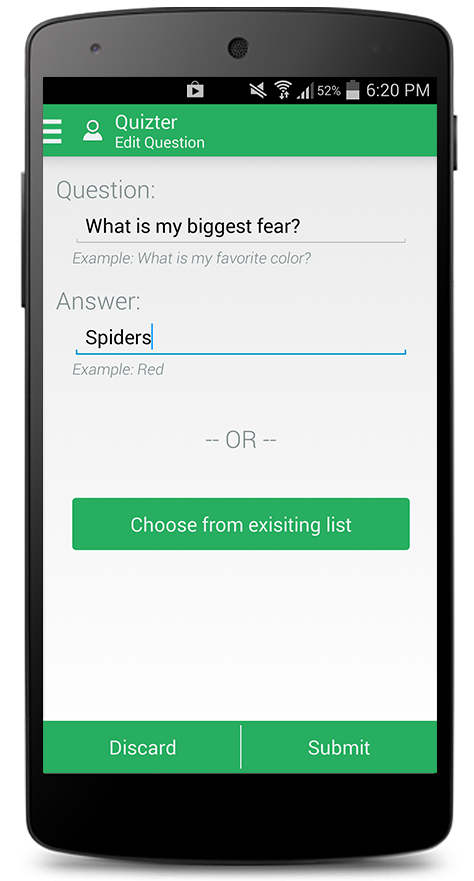 52% 6:20 PM
Quizter
Edit Question
Question:
What is my biggest fear?
Example: What is my favorite color?
Answer:
Spiders
Example: Red
-- OR --
Choose from exisiting list
Discard Submit